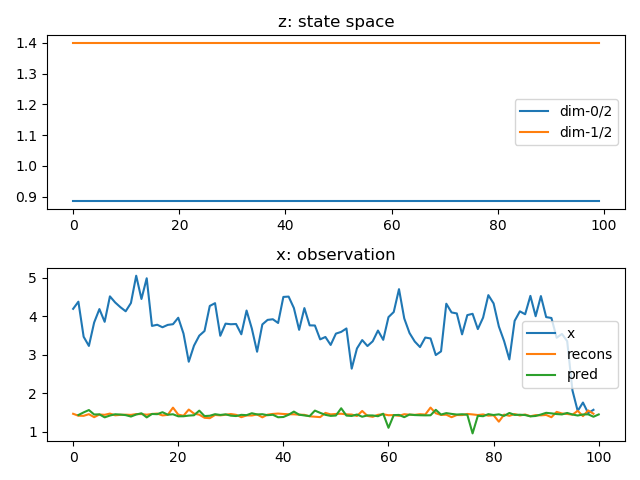 z: state space
1.4
1.3
1.2
1.1
1.0
0.9
dim-0/2
dim-1/2
0 20 40 60 80 100
x: observation
5
4
3
2
1
x
recons
pred
0 20 40 60 80 100